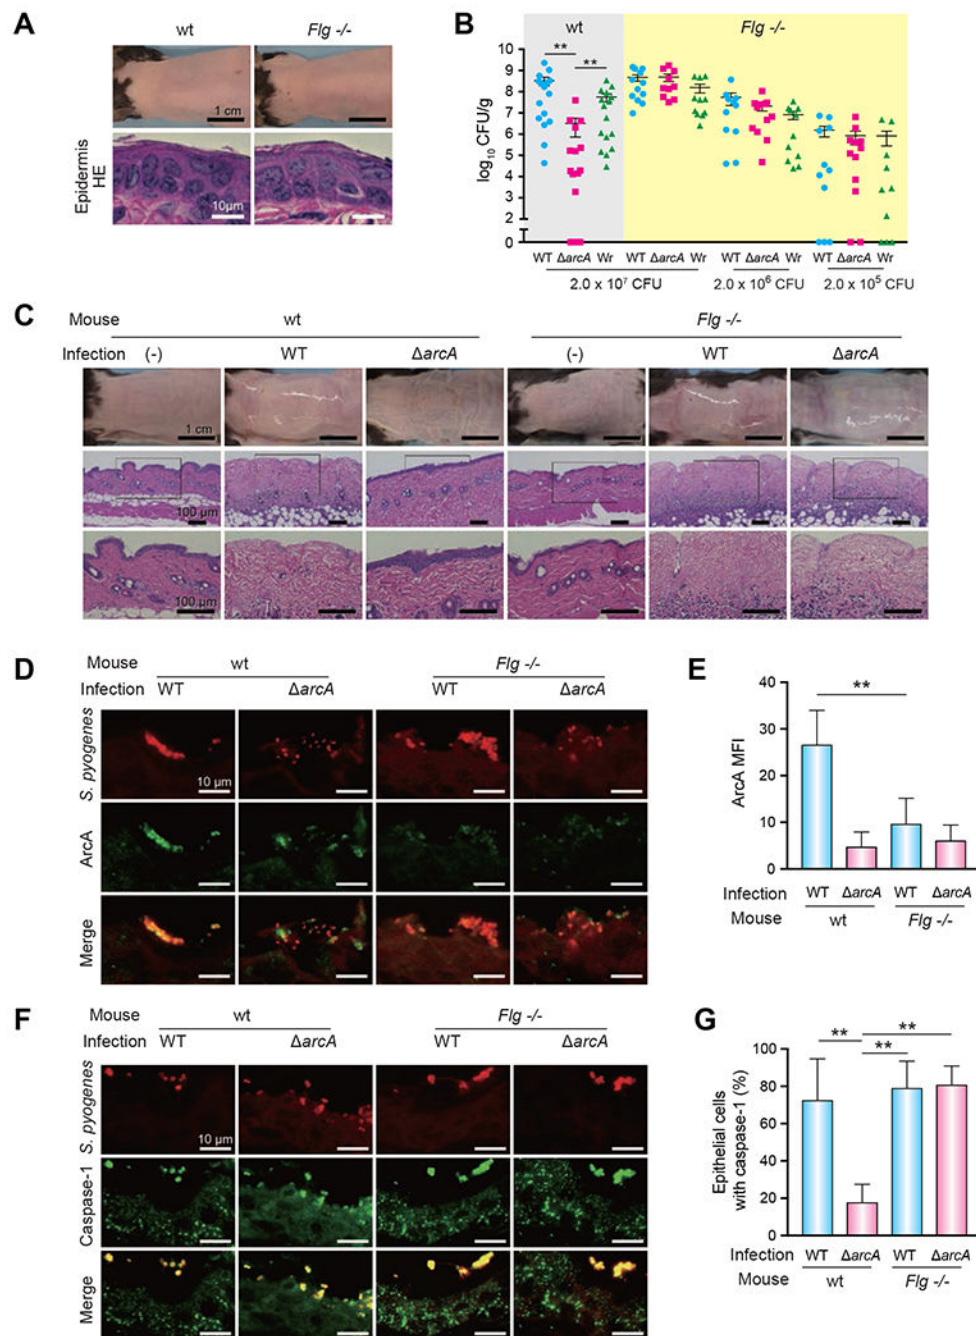 A
wt
Flg -/-
1 cm
Epidermis
HE
10µm
B
wt
Flg -/-
**
**
log10 CFU/g
10
9
8
7
6
5
4
3
2
0
WT ΔarcA Wr WT ΔarcA Wr WT ΔarcA Wr WT ΔarcA Wr
2.0 x 10⁷ CFU
2.0 x 10⁶ CFU
2.0 x 10⁵ CFU
C
Mouse wt Flg -/-
Infection (-) WT ΔarcA (-) WT ΔarcA
1 cm
100 µm
100 µm
D
Mouse wt Flg -/-
Infection WT ΔarcA WT ΔarcA
S. pyogenes
10 µm
ArcA
Merge
E
ArcA MFI
40
30
20
10
0
**
Infection WT ΔarcA WT ΔarcA
Mouse wt Flg -/-
F
Mouse wt Flg -/-
Infection WT ΔarcA WT ΔarcA
S. pyogenes
10 µm
Caspase-1
Merge
G
Epithelial cells
with caspase-1 (%)
100
80
60
40
20
0
** **
**
Infection WT ΔarcA WT ΔarcA
Mouse wt Flg -/-